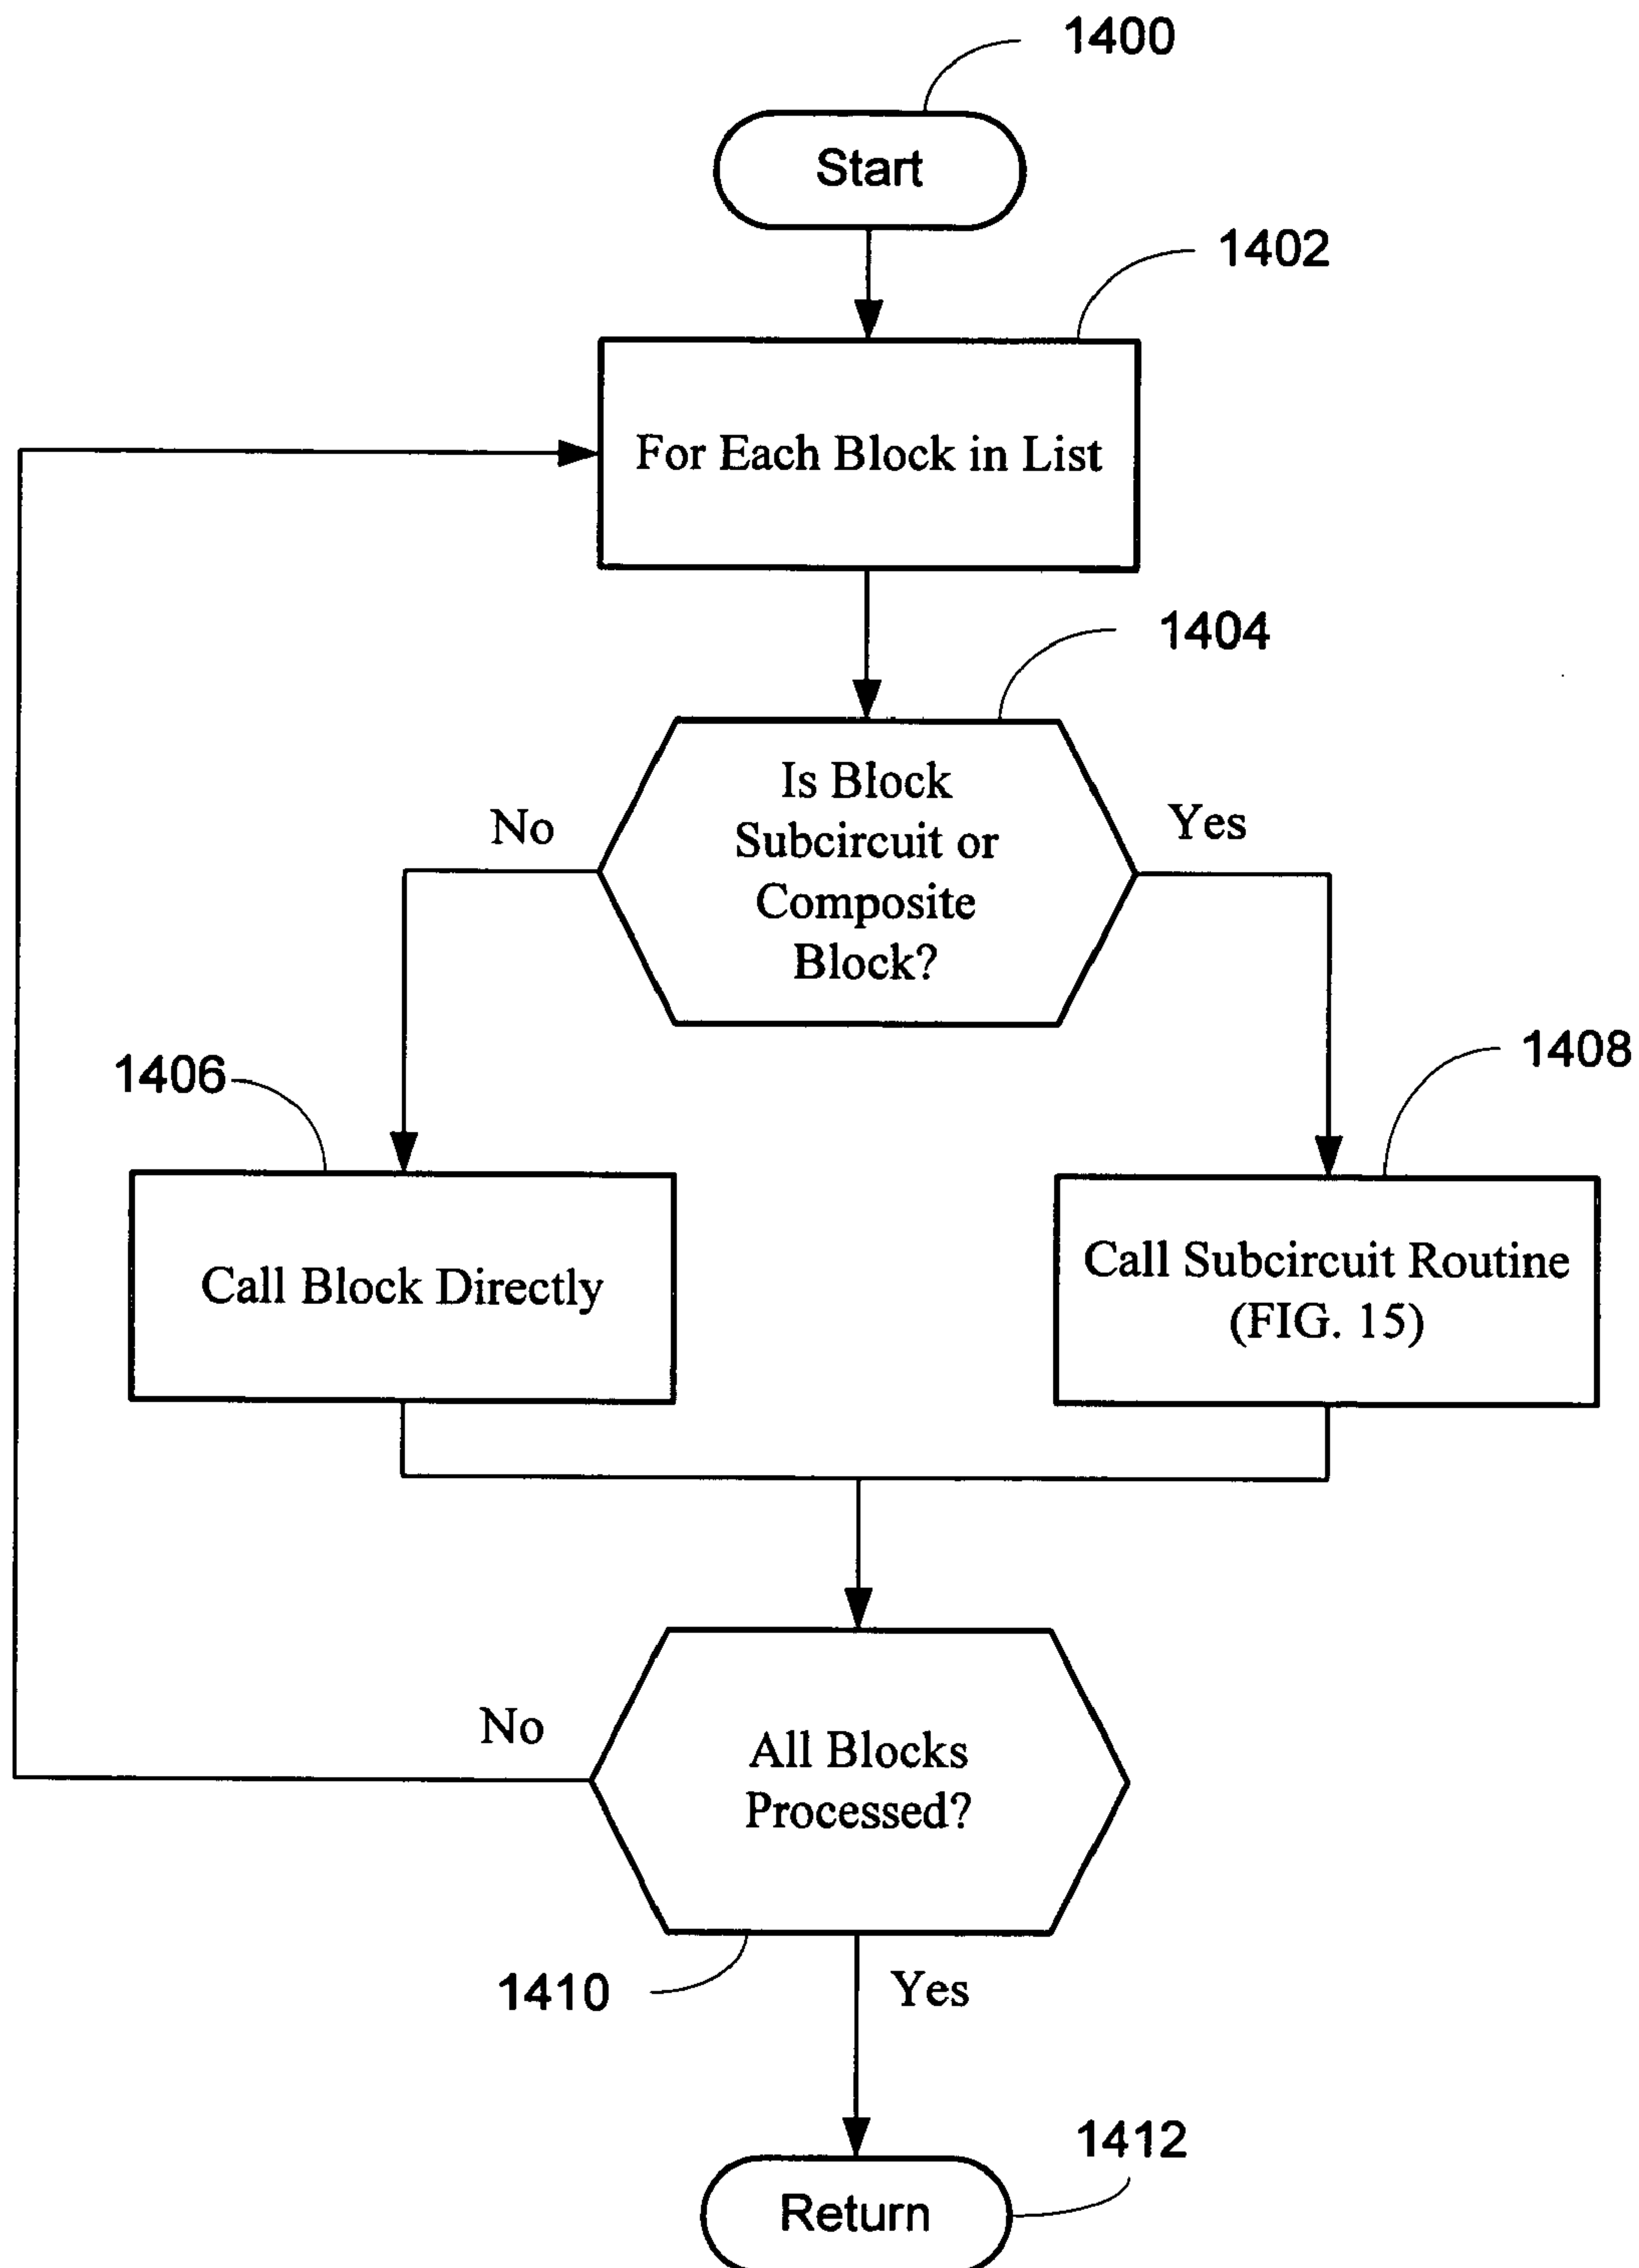 1400
Start
1402
For Each Block in List
1404
Is Block
Subcircuit or
Composite
Block?
No
Yes
1406
1408
Call Block Directly
Call Subcircuit Routine
(FIG. 15)
No
All Blocks
Processed?
1410
Yes
1412
Return